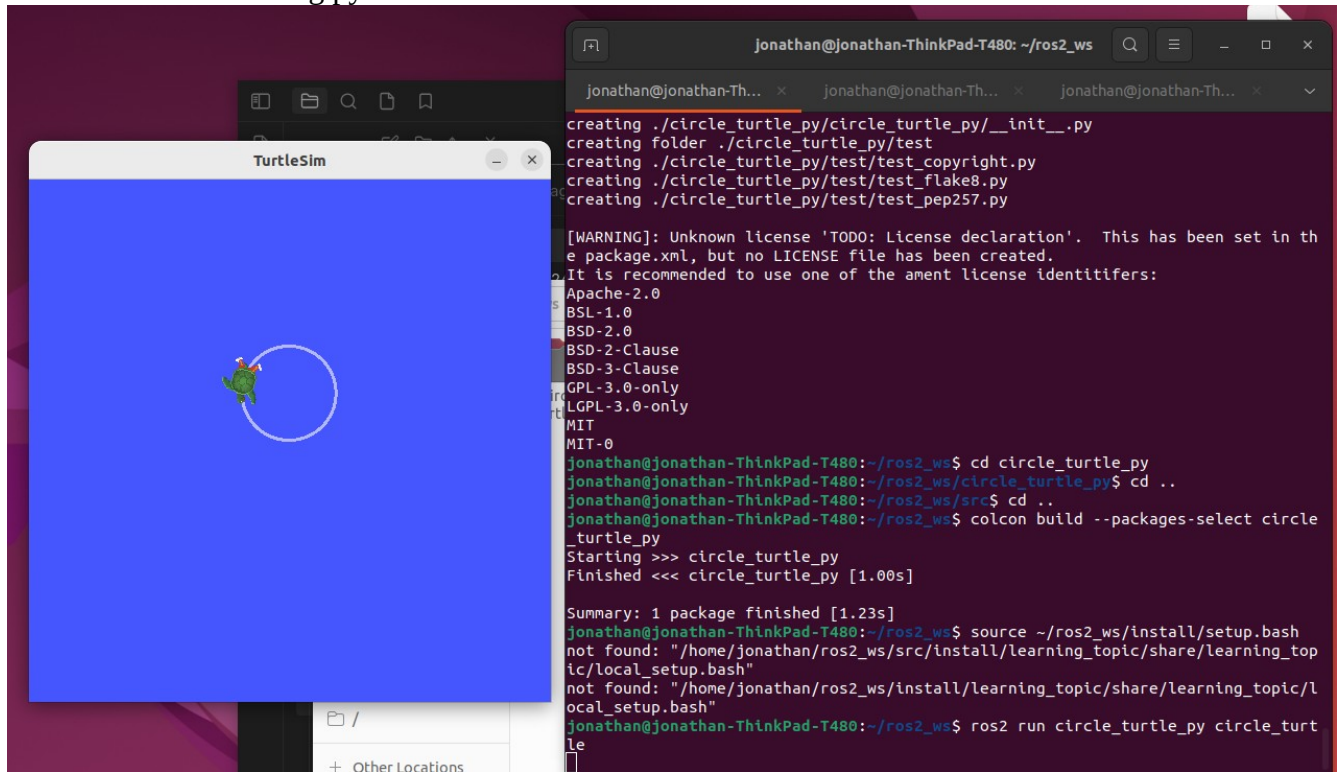 TurtleSim
/
+ Other Locations
jonathan@jonathan-ThinkPad-T480: ~/ros2_ws
jonathan@jonathan-Th... × jonathan@jonathan-Th... × jonathan@jonathan-Th... ×
creating ./circle_turtle_py/circle_turtle_py/__init__.py
creating folder ./circle_turtle_py/test
creating ./circle_turtle_py/test/test_copyright.py
creating ./circle_turtle_py/test/test_flake8.py
creating ./circle_turtle_py/test/test_pep257.py
[WARNING]: Unknown license 'TODO: License declaration'.  This has been set in th
e package.xml, but no LICENSE file has been created.
It is recommended to use one of the ament license identitifers:
Apache-2.0
BSL-1.0
BSD-2.0
BSD-2-Clause
BSD-3-Clause
GPL-3.0-only
LGPL-3.0-only
MIT
MIT-0
jonathan@jonathan-ThinkPad-T480:~/ros2_ws$ cd circle_turtle_py
jonathan@jonathan-ThinkPad-T480:~/ros2_ws/circle_turtle_py$ cd ..
jonathan@jonathan-ThinkPad-T480:~/ros2_ws/src$ cd ..
jonathan@jonathan-ThinkPad-T480:~/ros2_ws$ colcon build --packages-select circle
_turtle_py
Starting >>> circle_turtle_py
Finished <<< circle_turtle_py [1.00s]
Summary: 1 package finished [1.23s]
jonathan@jonathan-ThinkPad-T480:~/ros2_ws$ source ~/ros2_ws/install/setup.bash
not found: "/home/jonathan/ros2_ws/src/install/learning_topic/share/learning_top
ic/local_setup.bash"
not found: "/home/jonathan/ros2_ws/install/learning_topic/share/learning_topic/l
ocal_setup.bash"
jonathan@jonathan-ThinkPad-T480:~/ros2_ws$ ros2 run circle_turtle_py circle_turt
le